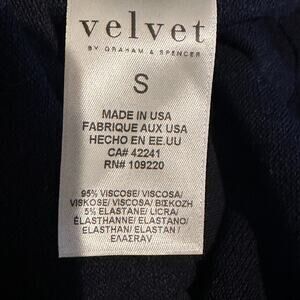 velvet
BY GRAHAM & SPENCER
S
MADE IN USA
FABRIQUE AUX USA
HECHO EN EE.UU
CA# 42241
RN# 109220
95% VISCOSE/ VISCOSA/
VISKOSE/ VISCOSA/ ΒΙΣΚΟΖΗ
5% ELASTANE/ LICRA/
ÉLASTHANNE/ ELASTANO/
ELASTHAN/ ELASTAN /
ΕΛΑΣΡΑV